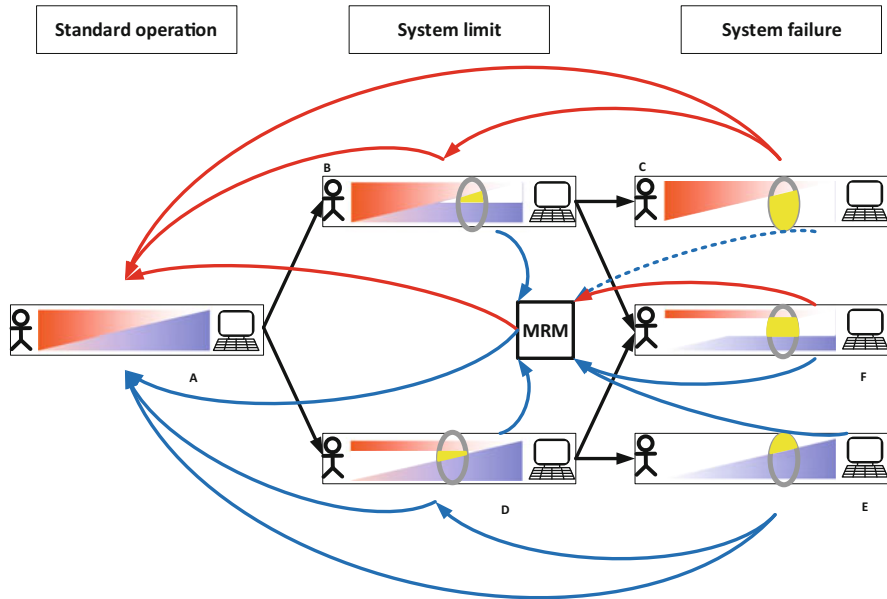 Standard operation
System limit
System failure
B
C
MRM
A
F
D
E